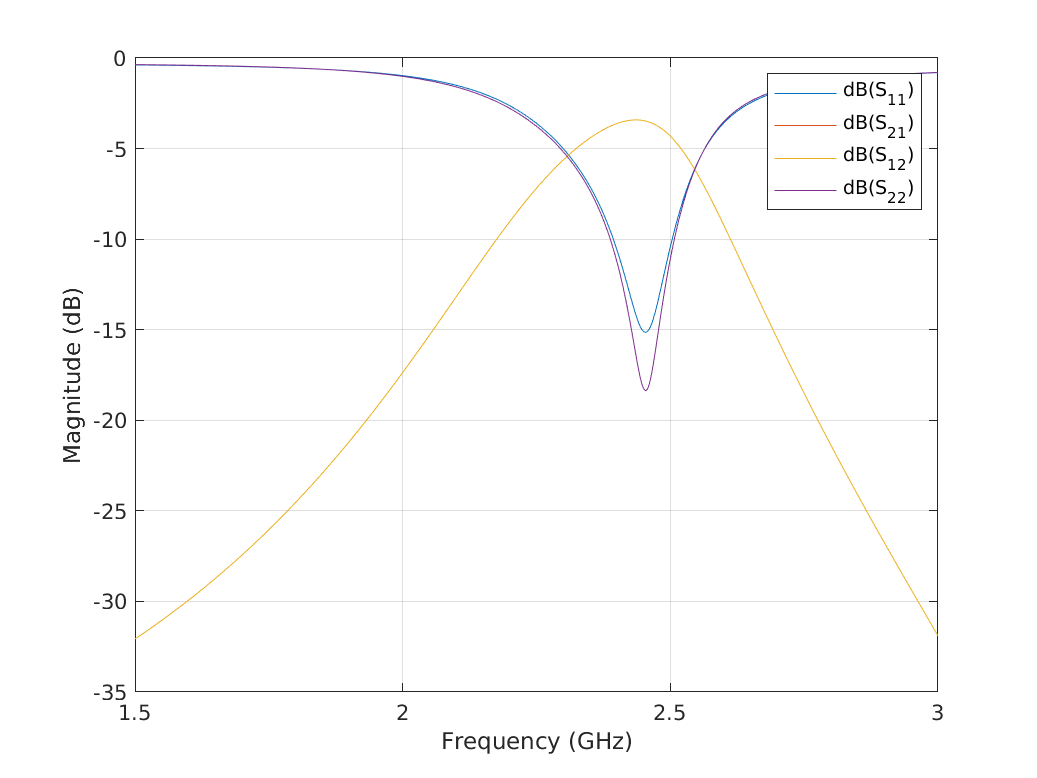 0
-5
-10
-15
-20
-25
-30
-35
1.5
2
2.5
3
Magnitude (dB)
Frequency (GHz)
dB(S11)
dB(S21)
dB(S12)
dB(S22)